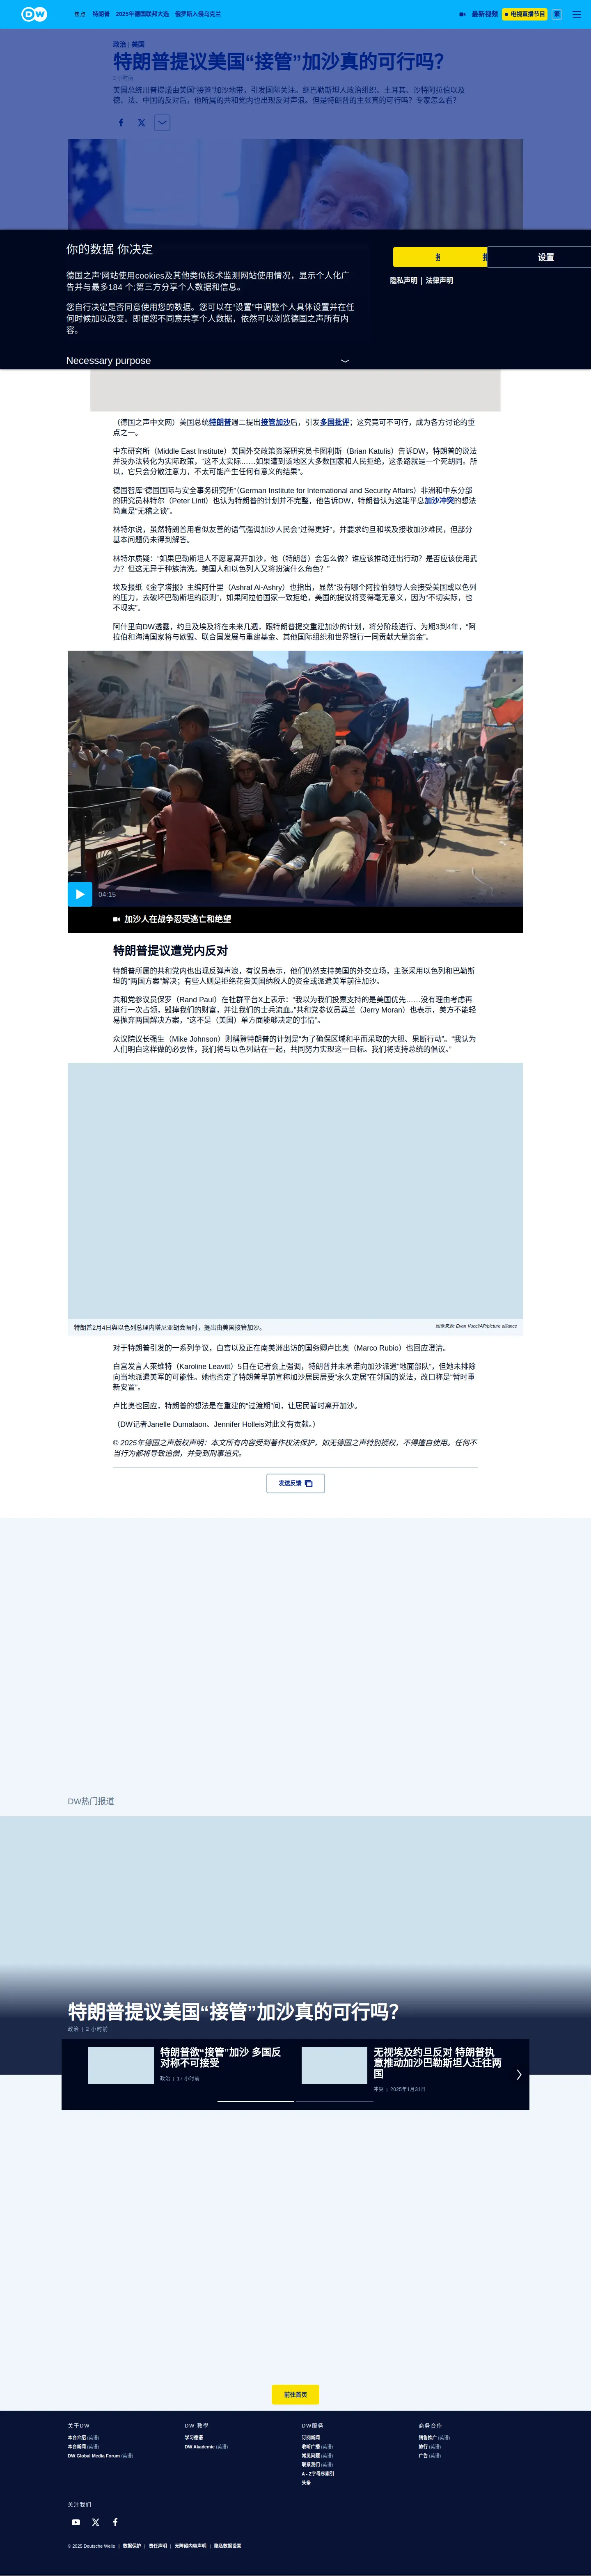 DW
焦点 特朗普 2025年德国联邦大选 俄罗斯入侵乌克兰
最新视频 电视直播节目 繁
政治 | 美国
特朗普提议美国“接管”加沙真的可行吗？
2 小时前
美国总统川普提議由美国“接管”加沙地带，引发国际关注。继巴勒斯坦人政治组织、土耳其、沙特阿拉伯以及
德、法、中国的反对后，他所属的共和党内也出现反对声浪。但是特朗普的主张真的可行吗？专家怎么看？
你的数据 你决定
设置
隐私声明 | 法律声明
德国之声'网站使用cookies及其他类似技术监测网站使用情况，显示个人化广
告并与最多184 个;第三方分享个人数据和信息。
您自行决定是否同意使用您的数据。您可以在“设置”中调整个人具体设置并在任
何时候加以改变。即便您不同意共享个人数据，依然可以浏览德国之声所有内
容。
Necessary purpose
（德国之声中文网）美国总统特朗普週二提出接管加沙后，引发多国批评；这究竟可不可行，成为各方讨论的重
点之一。
中东研究所（Middle East Institute）美国外交政策资深研究员卡图利斯（Brian Katulis）告诉DW，特朗普的说法
并没办法转化为实际政策，“这不太实际……如果遭到该地区大多数国家和人民拒绝，这条路就是一个死胡同。所
以，它只会分散注意力，不太可能产生任何有意义的结果”。
德国智库“德国国际与安全事务研究所”（German Institute for International and Security Affairs）非洲和中东分部
的研究员林特尔（Peter Lintl）也认为特朗普的计划并不完整，他告诉DW，特朗普认为这能平息加沙冲突的想法
简直是“无稽之谈”。
林特尔说，虽然特朗普用看似友善的语气强调加沙人民会“过得更好”，并要求约旦和埃及接收加沙难民，但部分
基本问题仍未得到解答。
林特尔质疑：“如果巴勒斯坦人不愿意离开加沙，他（特朗普）会怎么做？谁应该推动迁出行动？是否应该使用武
力？但这无异于种族清洗。美国人和以色列人又将扮演什么角色？”
埃及报纸《金字塔报》主编阿什里（Ashraf Al-Ashry）也指出，显然“没有哪个阿拉伯领导人会接受美国或以色列
的压力，去破坏巴勒斯坦的原则”，如果阿拉伯国家一致拒绝，美国的提议将变得毫无意义，因为“不切实际，也
不现实”。
阿什里向DW透露，约旦及埃及将在未来几週，跟特朗普提交重建加沙的计划，将分阶段进行、为期3到4年，“阿
拉伯和海湾国家将与欧盟、联合国发展与重建基金、其他国际组织和世界银行一同贡献大量资金”。
04:15
加沙人在战争忍受逃亡和绝望
特朗普提议遭党内反对
特朗普所属的共和党内也出现反弹声浪，有议员表示，他们仍然支持美国的外交立场，主张采用以色列和巴勒斯
坦的“两国方案”解决；有些人则是拒绝花费美国纳税人的资金或派遣美军前往加沙。
共和党参议员保罗（Rand Paul）在社群平台X上表示：“我以为我们投票支持的是美国优先……没有理由考虑再
进行一次占领，毁掉我们的财富，并让我们的士兵流血。”共和党参议员莫兰（Jerry Moran）也表示，美方不能轻
易抛弃两国解决方案，“这不是（美国）单方面能够决定的事情”。
众议院议长强生（Mike Johnson）则稱贊特朗普的计划是“为了确保区域和平而采取的大胆、果断行动”。“我认为
人们明白这样做的必要性，我们将与以色列站在一起，共同努力实现这一目标。我们将支持总统的倡议。”
特朗普2月4日與以色列总理内塔尼亚胡会晤时，提出由美国接管加沙。
图像来源: Evan Vucci/AP/picture alliance
对于特朗普引发的一系列争议，白宫以及正在南美洲出访的国务卿卢比奥（Marco Rubio）也回应澄清。
白宫发言人莱维特（Karoline Leavitt）5日在记者会上强调，特朗普并未承诺向加沙派遣“地面部队”，但她未排除
向当地派遣美军的可能性。她也否定了特朗普早前宣称加沙居民居要“永久定居”在邻国的说法，改口称是“暂时重
新安置”。
卢比奥也回应，特朗普的想法是在重建的“过渡期”间，让居民暂时离开加沙。
（DW记者Janelle Dumalaon、Jennifer Holleis对此文有贡献。）
© 2025年德国之声版权声明：本文所有内容受到著作权法保护，如无德国之声特别授权，不得擅自使用。任何不
当行为都将导致追偿，并受到刑事追究。
发送反馈
DW热门报道
特朗普提议美国“接管”加沙真的可行吗？
政治 | 2 小时前
特朗普欲“接管”加沙 多国反
对称不可接受
政治 | 17 小时前
无视埃及约旦反对 特朗普执
意推动加沙巴勒斯坦人迁往两
国
冲突 | 2025年1月31日
前往首页
关于DW
本台介绍 (英语)
本台新闻 (英语)
DW Global Media Forum (英语)
DW 教學
学习德语
DW Akademie (英语)
DW服务
订阅新闻
收听广播 (英语)
常见问题 (英语)
联系我们 (英语)
A - Z字母序索引
头条
商务合作
销售推广 (英语)
旅行 (英语)
广告 (英语)
关注我们
© 2025 Deutsche Welle | 数据保护 | 责任声明 | 无障碍内容声明 | 隐私数据设置